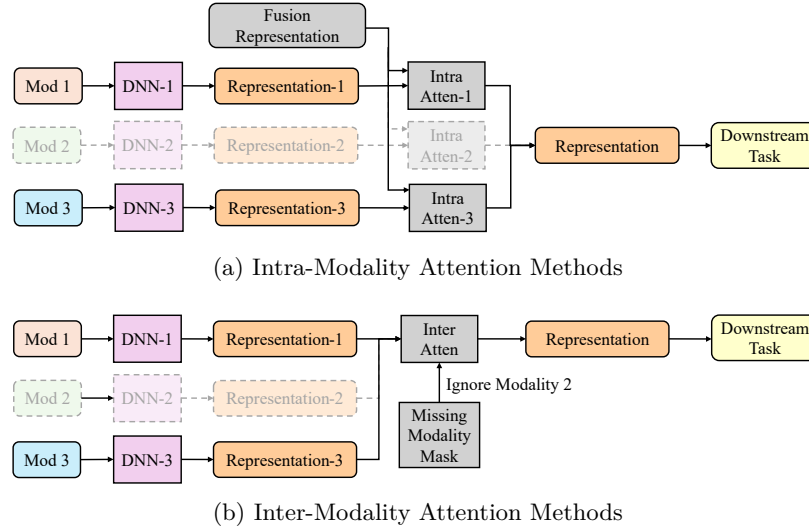 Fusion
Representation
Mod 1
DNN-1
Representation-1
Intra
Atten-1
Mod 2
DNN-2
Representation-2
Intra
Atten-2
Representation
Downstream
Task
Mod 3
DNN-3
Representation-3
Intra
Atten-3
(a) Intra-Modality Attention Methods
Mod 1
DNN-1
Representation-1
Inter
Atten
Representation
Downstream
Task
Mod 2
DNN-2
Representation-2
Ignore Modality 2
Mod 3
DNN-3
Representation-3
Missing
Modality
Mask
(b) Inter-Modality Attention Methods